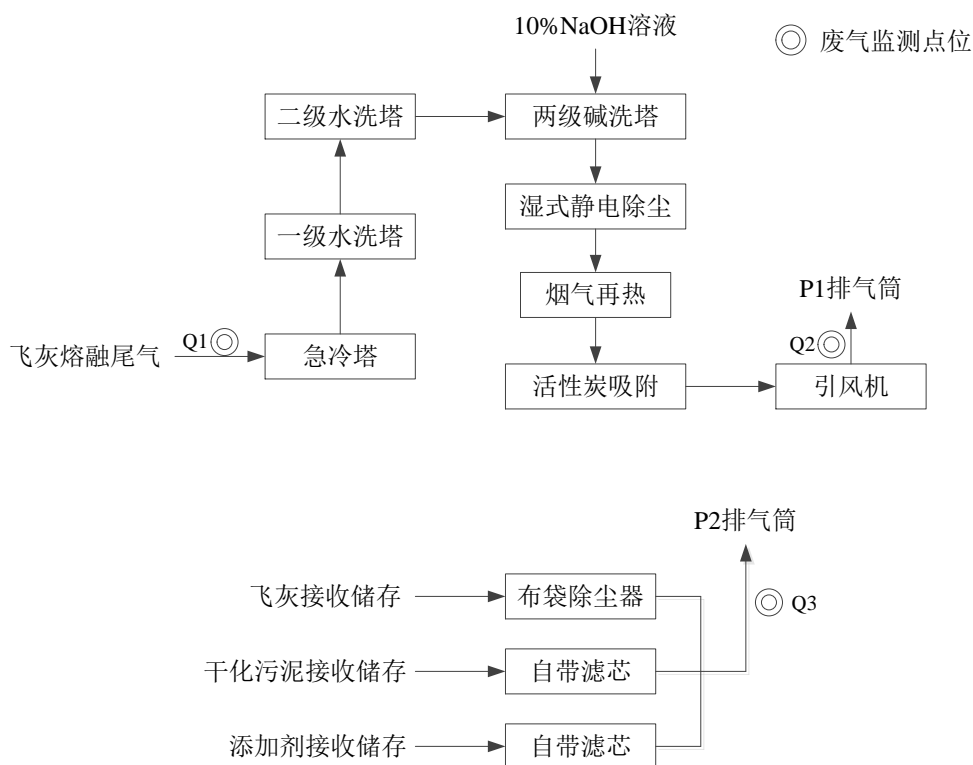 10%NaOH溶液
废气监测点位
二级水洗塔
两级碱洗塔
一级水洗塔
湿式静电除尘
烟气再热
P1排气筒
飞灰熔融尾气
Q1
急冷塔
Q2
活性炭吸附
引风机
P2排气筒
飞灰接收储存
布袋除尘器
Q3
干化污泥接收储存
自带滤芯
添加剂接收储存
自带滤芯